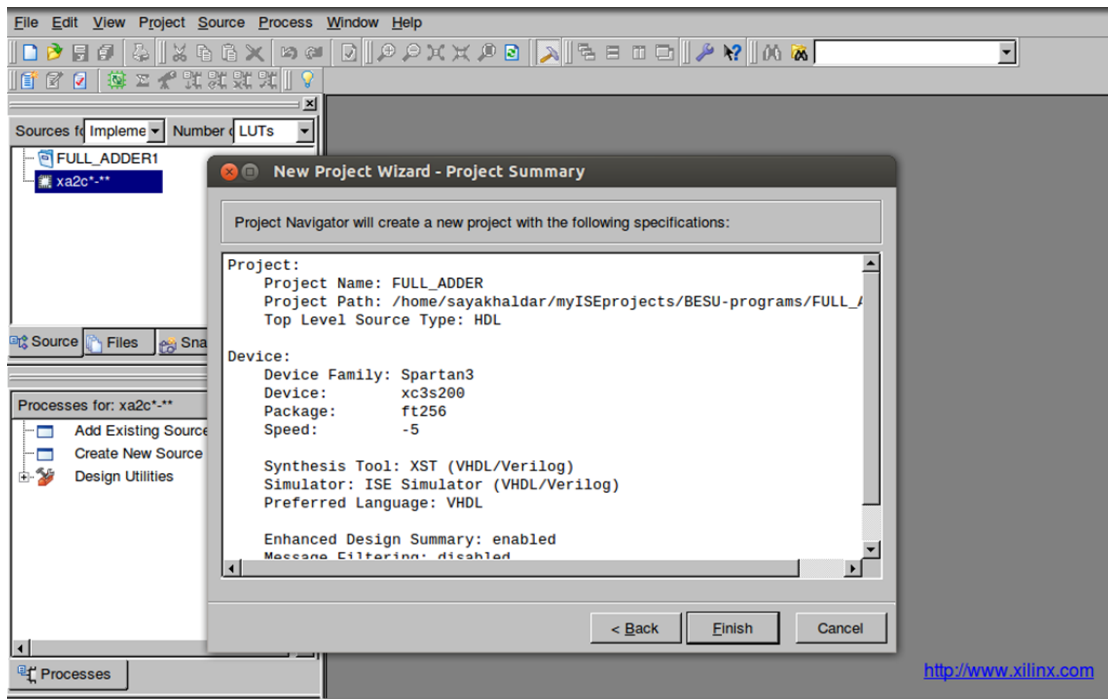 File Edit View Project Source Process Window Help
Sources fo Impleme Number o LUTs
FULL_ADDER1
xa2c*-**
Source Files Sna
Processes for: xa2c*-**
Add Existing Source
Create New Source
Design Utilities
Processes
New Project Wizard - Project Summary
Project Navigator will create a new project with the following specifications:
Project:
Project Name: FULL_ADDER
Project Path: /home/sayakhaldar/myISEprojects/BESU-programs/FULL_A
Top Level Source Type: HDL
Device:
Device Family: Spartan3
Device: xc3s200
Package: ft256
Speed: -5
Synthesis Tool: XST (VHDL/Verilog)
Simulator: ISE Simulator (VHDL/Verilog)
Preferred Language: VHDL
Enhanced Design Summary: enabled
Message Filtering: disabled
< Back Finish Cancel
http://www.xilinx.com